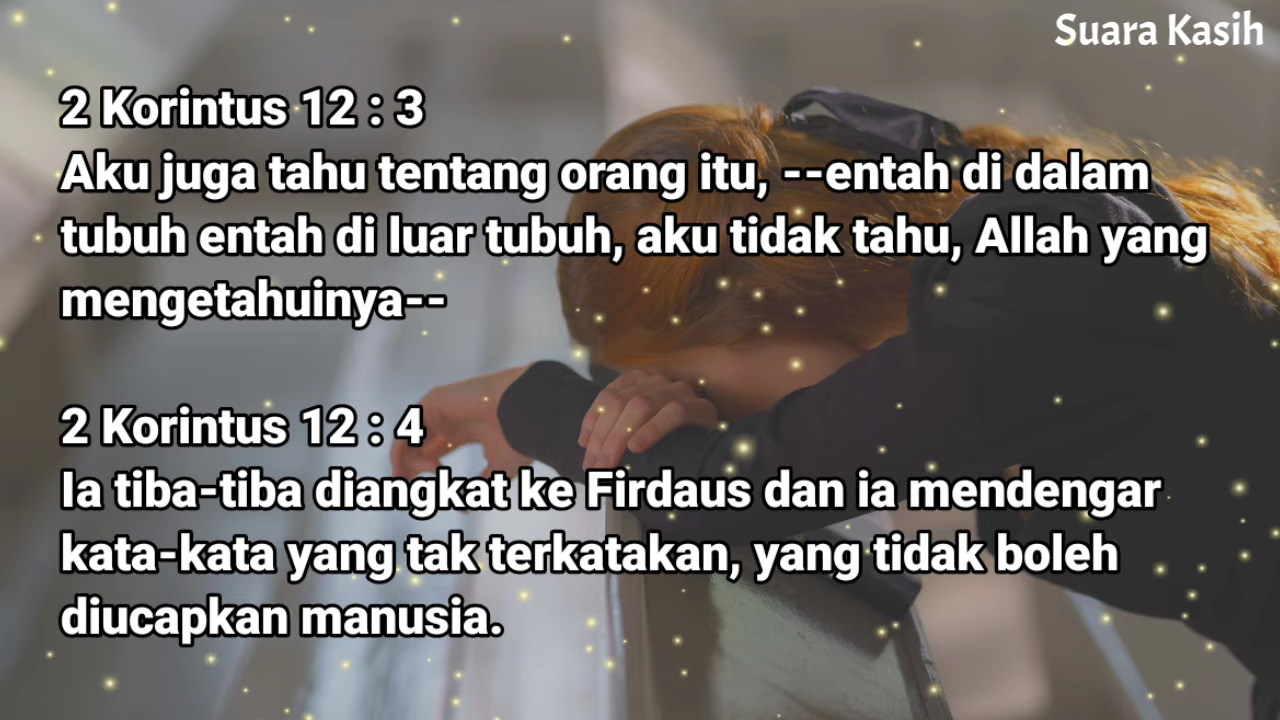 Suara Kasih
2 Korintus 12 : 3
Aku juga tahu tentang orang itu, --entah di dalam
tubuh entah di luar tubuh, aku tidak tahu, Allah yang
mengetahuinya--
2 Korintus 12 : 4
Ia tiba-tiba diangkat ke Firdaus dan ia mendengar
kata-kata yang tak terkatakan, yang tidak boleh
diucapkan manusia.